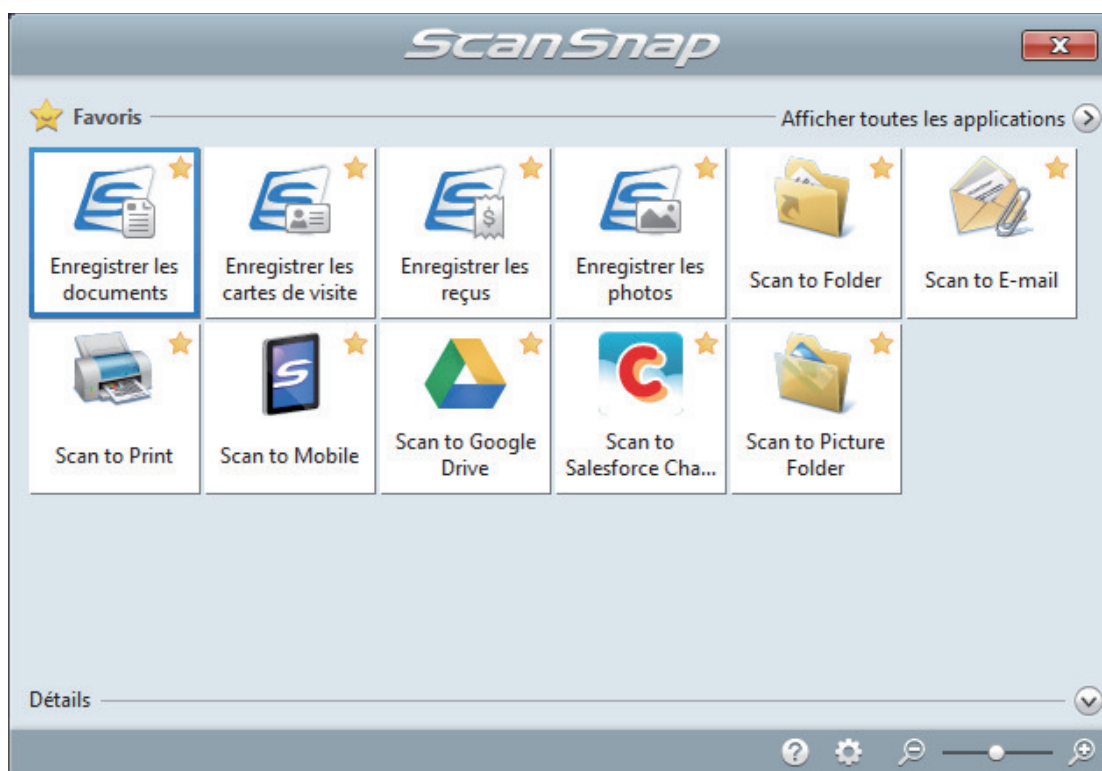 ScanSnap
Favoris
Afficher toutes les applications
Enregistrer les
documents
Enregistrer les
cartes de visite
Enregistrer les
reçus
Enregistrer les
photos
Scan to Folder
Scan to E-mail
Scan to Print
Scan to Mobile
Scan to Google
Drive
Scan to
Salesforce Cha...
Scan to Picture
Folder
Détails